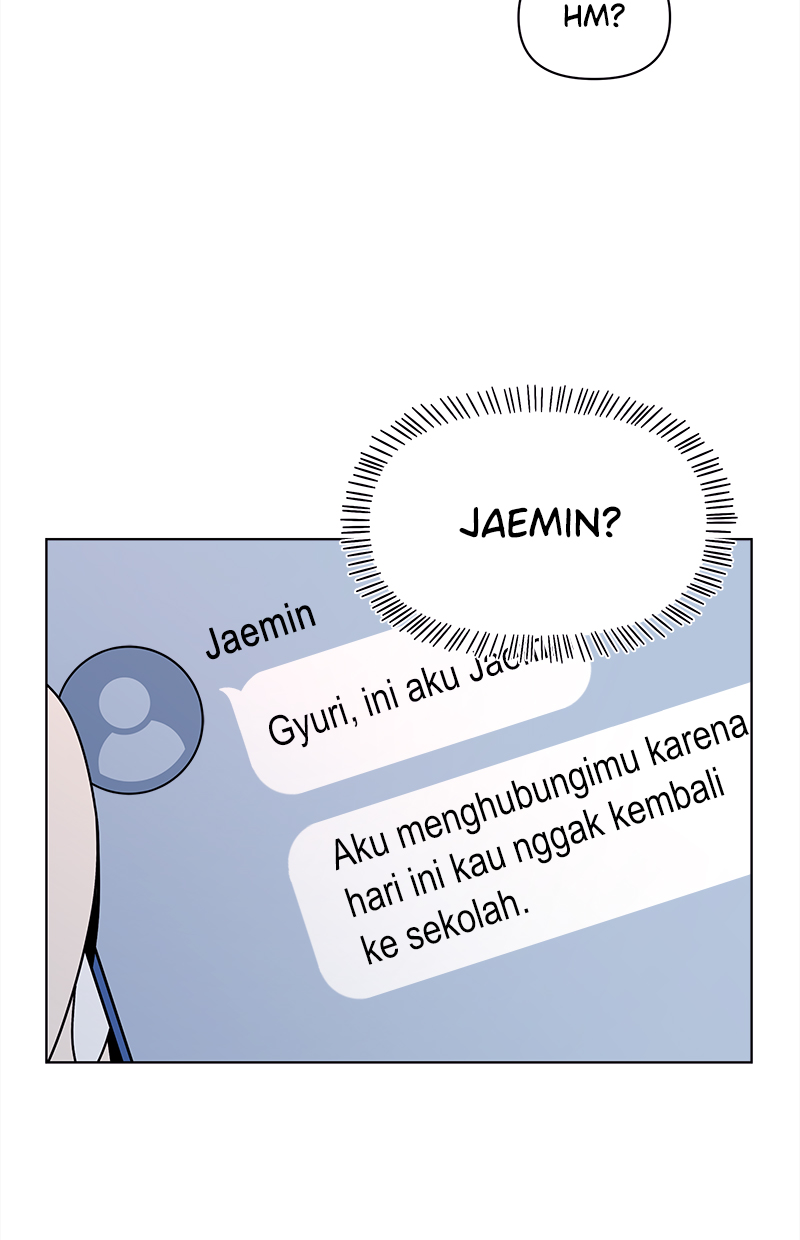 HM?
JAEMIN?
Jaemin
Gyuri, ini aku
Aku menghubungimu karena
hari ini kau nggak kembali
ke sekolah.